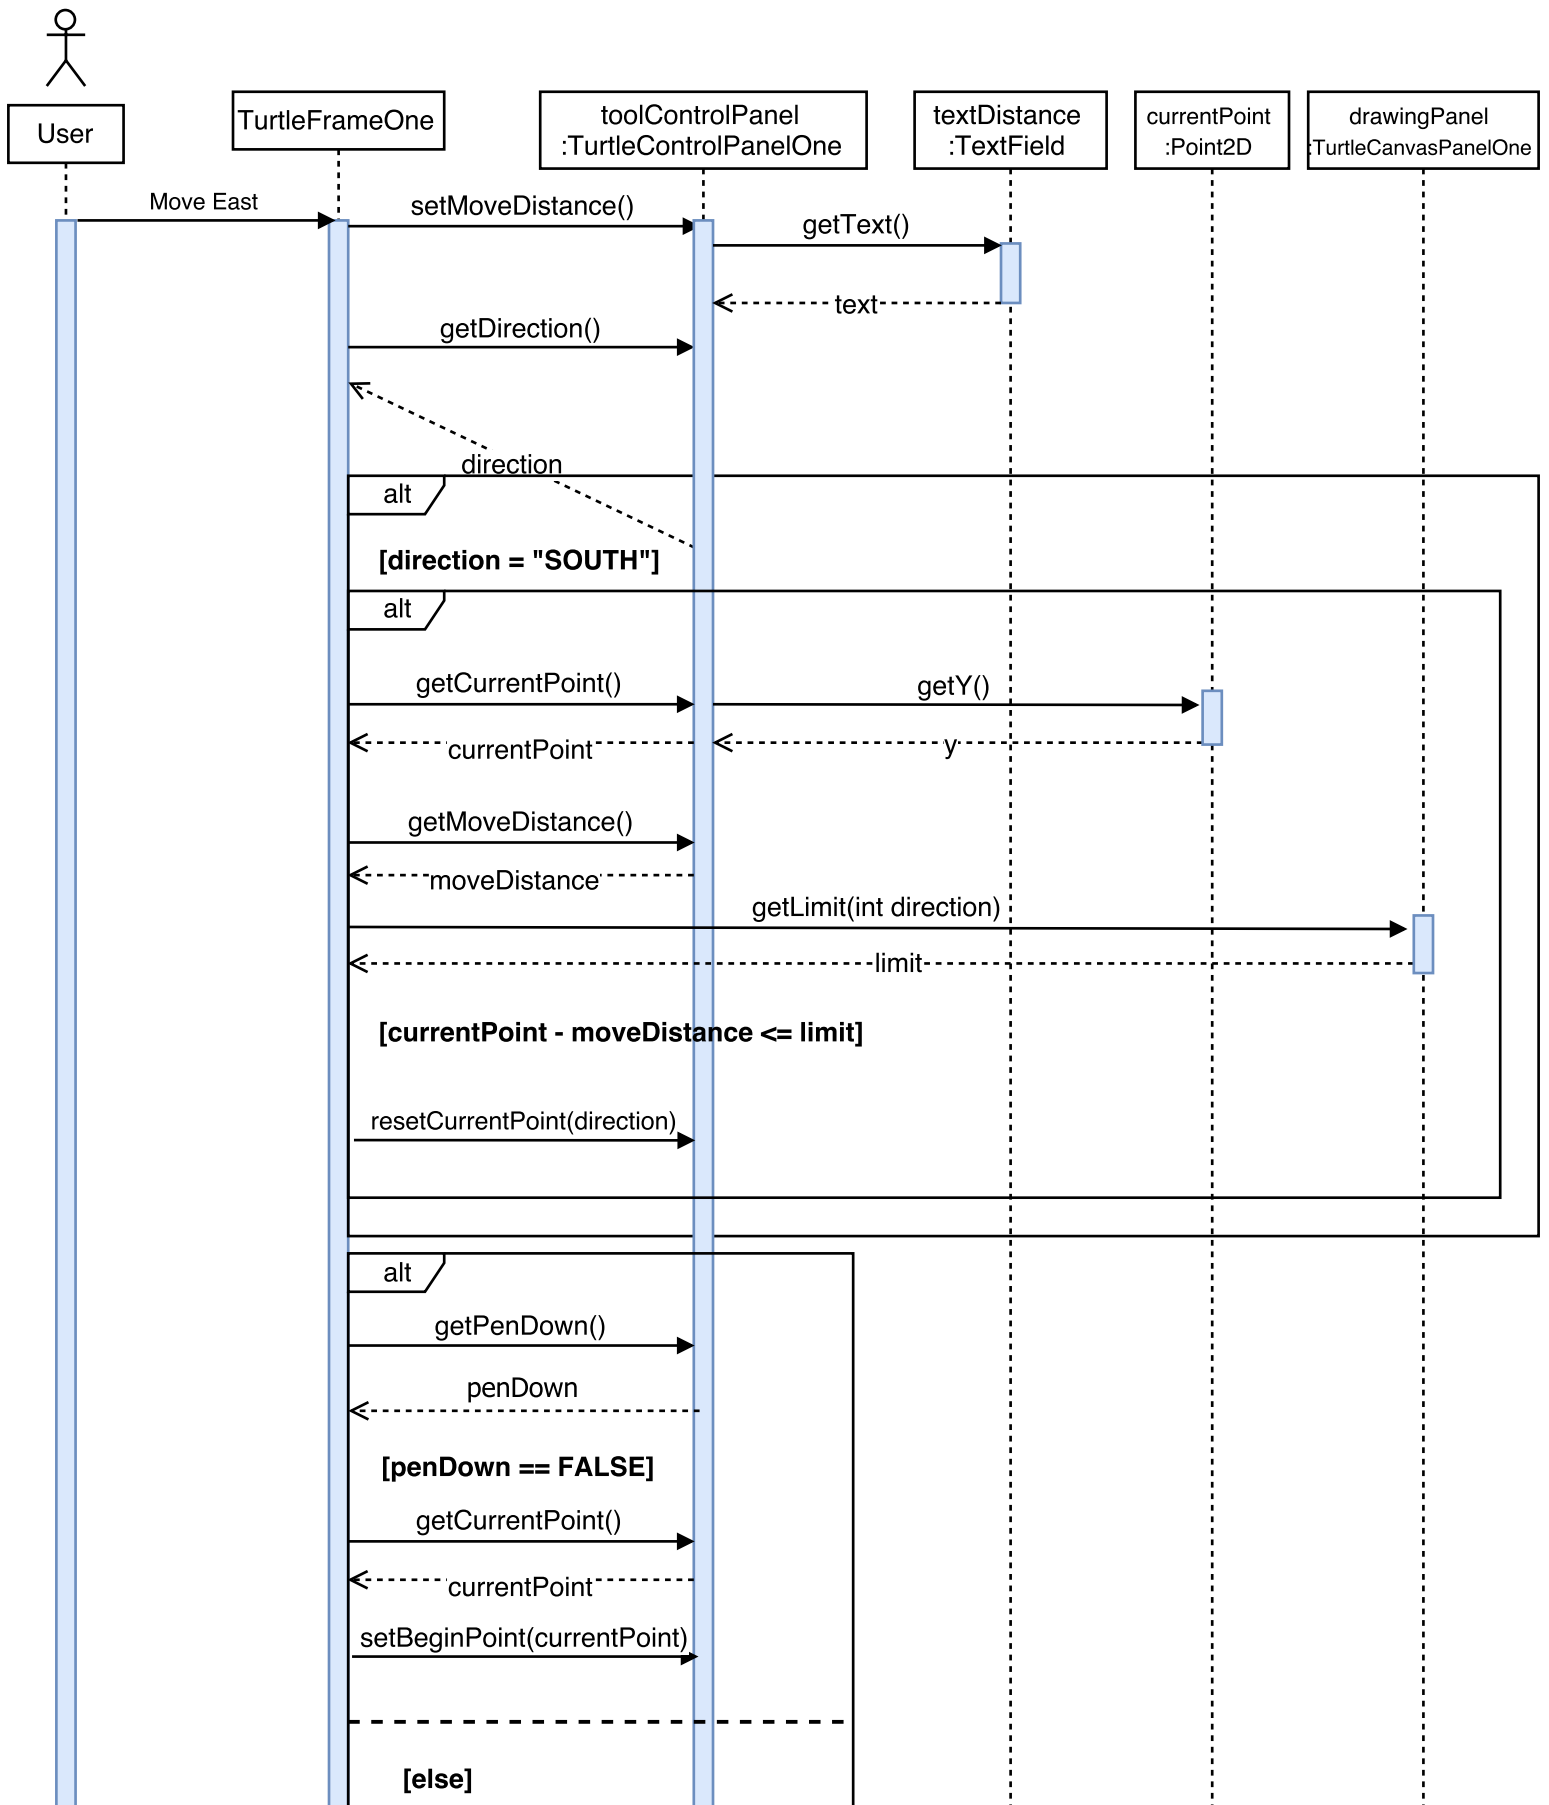 User
TurtleFrameOne
toolControlPanel
:TurtleControlPanelOne
textDistance
:TextField
currentPoint
:Point2D
drawingPanel
:TurtleCanvasPanelOne
Move East
setMoveDistance()
getText()
text
getDirection()
direction
alt
[direction = "SOUTH"]
alt
getCurrentPoint()
getY()
currentPoint
y
getMoveDistance()
moveDistance
getLimit(int direction)
limit
[currentPoint - moveDistance <= limit]
resetCurrentPoint(direction)
alt
getPenDown()
penDown
[penDown == FALSE]
getCurrentPoint()
currentPoint
setBeginPoint(currentPoint)
[else]